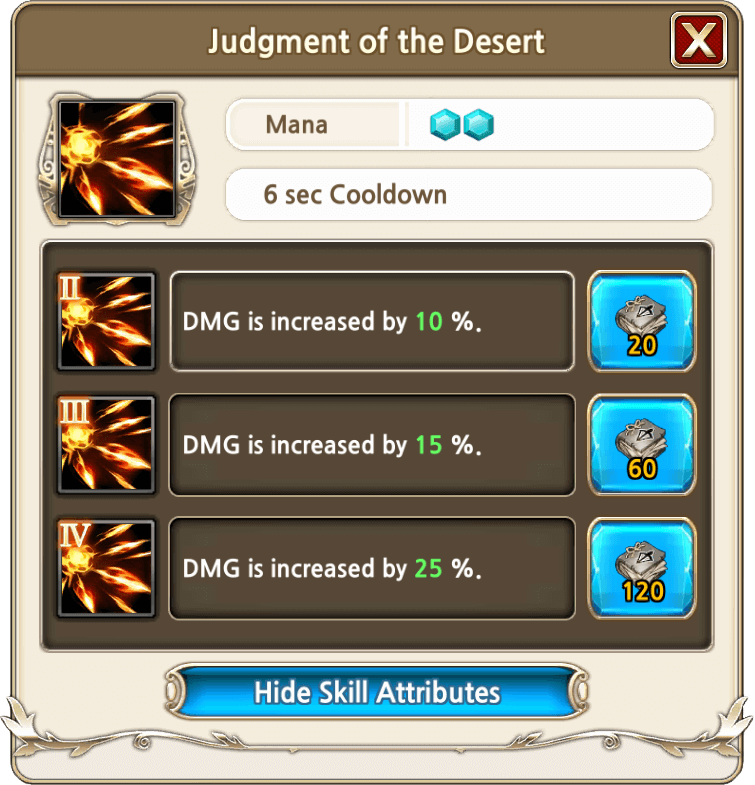 Judgment of the Desert
X
Mana
6 sec Cooldown
II
DMG is increased by 10 %.
20
III
DMG is increased by 15 %.
60
IV
DMG is increased by 25 %.
120
Hide Skill Attributes